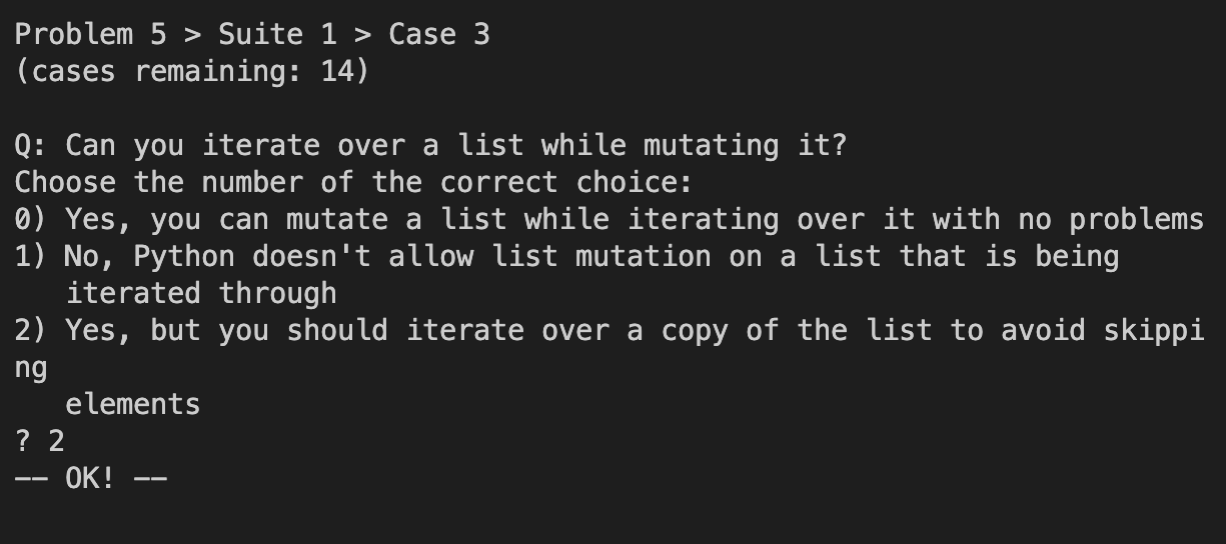 Problem 5 > Suite 1 > Case 3
(cases remaining: 14)
Q: Can you iterate over a list while mutating it?
Choose the number of the correct choice:
0) Yes, you can mutate a list while iterating over it with no problems
1) No, Python doesn't allow list mutation on a list that is being
   iterated through
2) Yes, but you should iterate over a copy of the list to avoid skippi
ng
   elements
? 2
-- OK! --